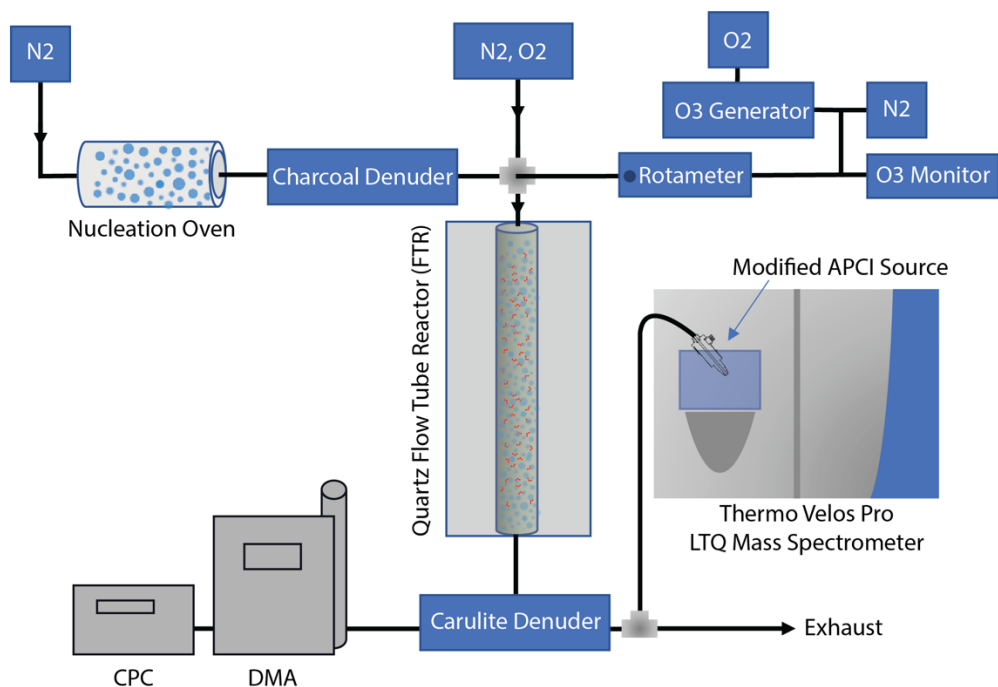 N2
N2, O2
O2
O3 Generator
N2
Charcoal Denuder
Rotameter
O3 Monitor
Nucleation Oven
Quartz Flow Tube Reactor (FTR)
Modified APCI Source
Thermo Velos Pro
LTQ Mass Spectrometer
Carulite Denuder
Exhaust
CPC
DMA